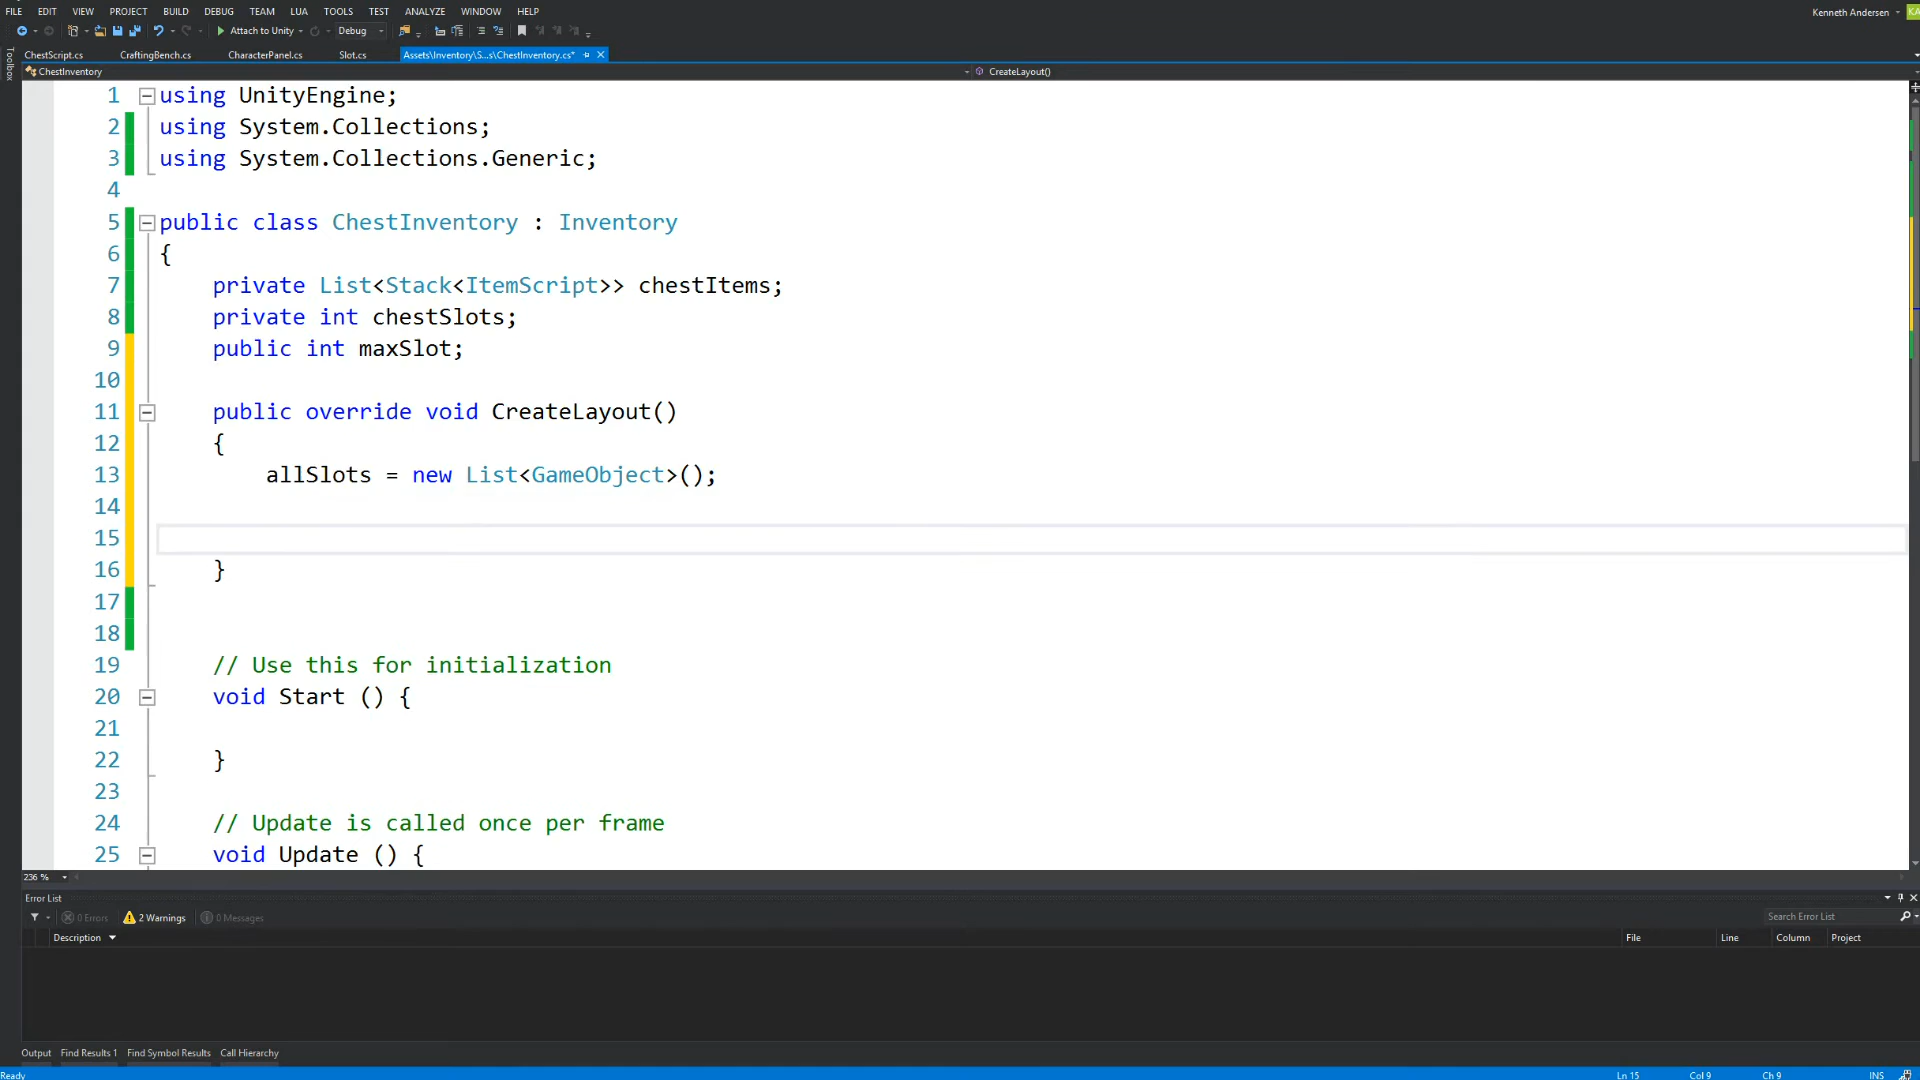 FILE EDIT VIEW PROJECT BUILD DEBUG TEAM LUA TOOLS TEST ANALYZE WINDOW HELP Kenneth Andersen KA
Attach to Unity Debug
ChestScript.cs CraftingBench.cs CharacterPanel.cs Slot.cs Assets\Inventory\S...s\ChestInventory.cs*
Toolbox
ChestInventory CreateLayout()
1 using UnityEngine;
2 using System.Collections;
3 using System.Collections.Generic;
4
5 public class ChestInventory : Inventory
6 {
7 private List<Stack<ItemScript>> chestItems;
8 private int chestSlots;
9 public int maxSlot;
10
11 public override void CreateLayout()
12 {
13 allSlots = new List<GameObject>();
14
15
16 }
17
18
19 // Use this for initialization
20 void Start () {
21
22 }
23
24 // Update is called once per frame
25 void Update () {
236 %
Error List
0 Errors 2 Warnings 0 Messages Search Error List
Description File Line Column Project
Output Find Results 1 Find Symbol Results Call Hierarchy
Ready Ln 15 Col 9 Ch 9 INS